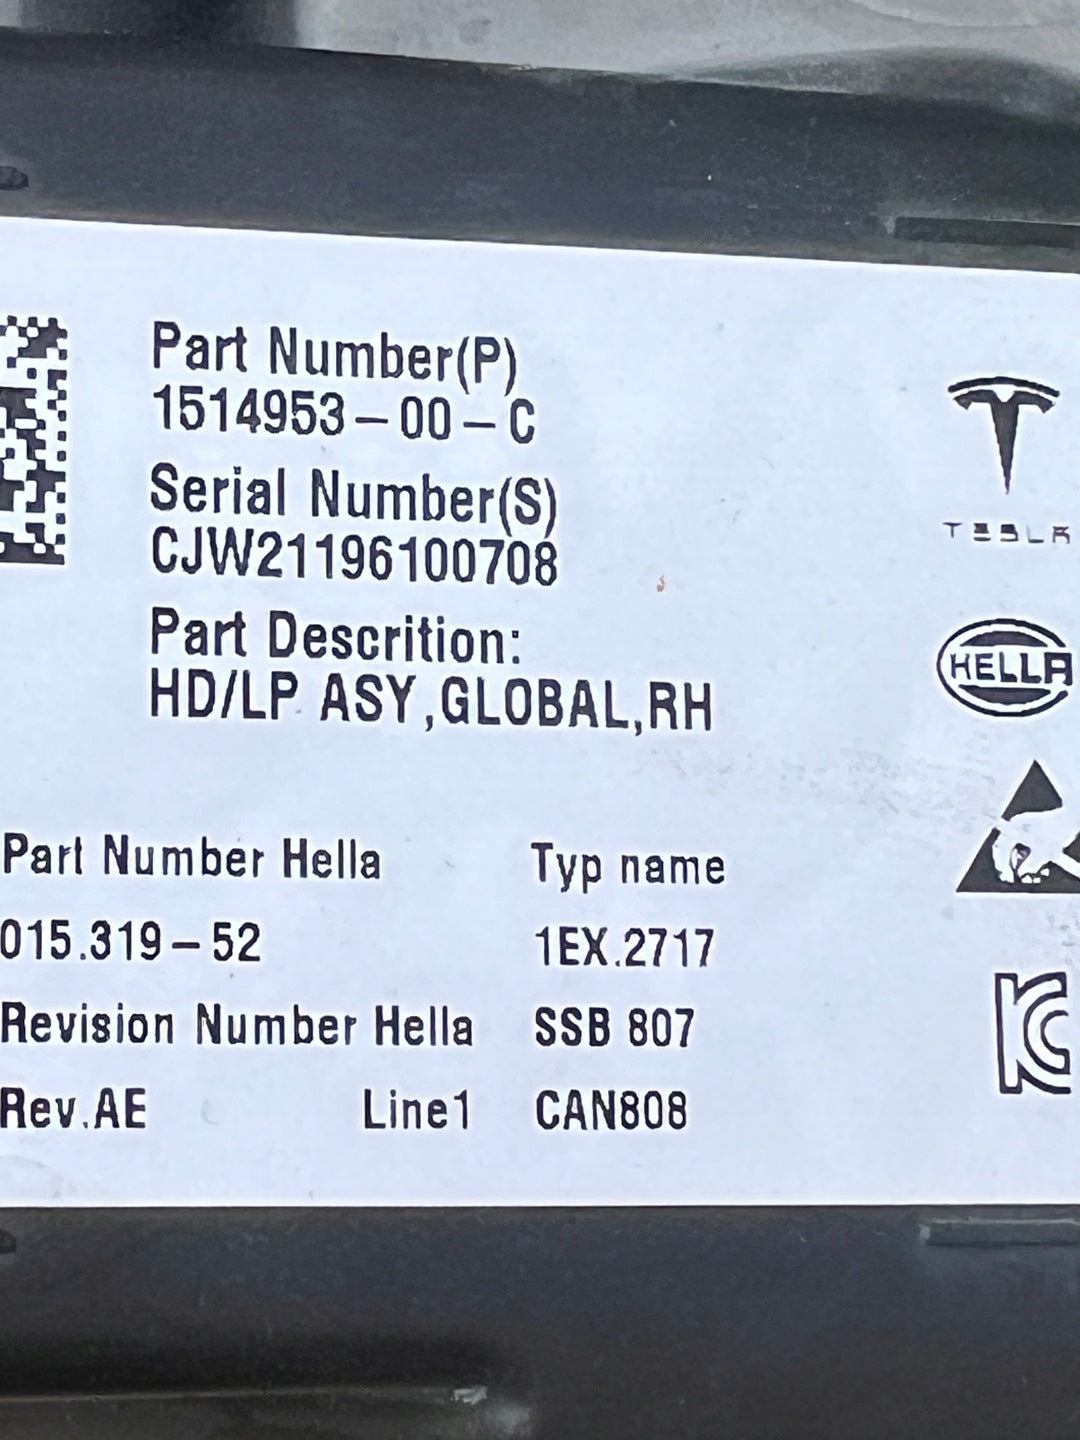 Part Number(P)
1514953-00-C
Serial Number(S)
CJW21196100708
Part Descrition:
HD/LP ASY,GLOBAL,RH
TESLA
HELLA
Part Number Hella Typ name
015.319-52 1EX.2717
Revision Number Hella SSB 807
Rev.AE Line1 CAN808